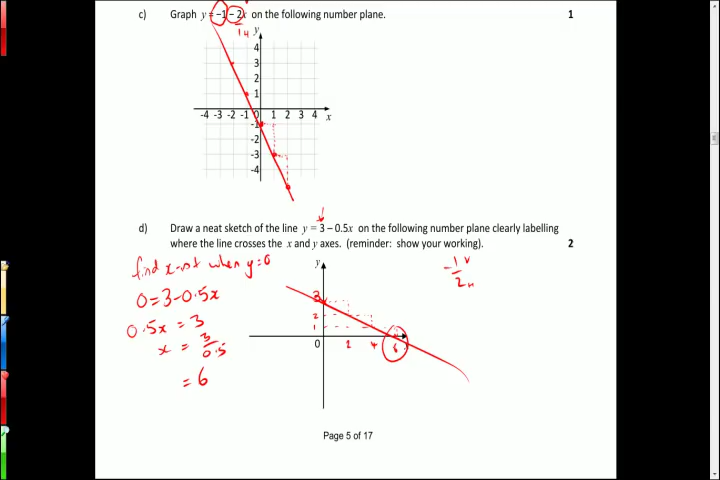 c) Graph y = -1 - 2x on the following number plane. 1
1 4
y
4
3
2
1
-4 -3 -2 -1 0 1 2 3 4 x
-1
-2
-3
-4
d) Draw a neat sketch of the line y = 3 - 0.5x on the following number plane clearly labelling
where the line crosses the x and y axes. (reminder: show your working). 2
find x-int when y=0
0=3-0.5x
0.5x = 3
x = 3/0.5
= 6
y
3
2
1
0 2 4 6
-1/2
Page 5 of 17